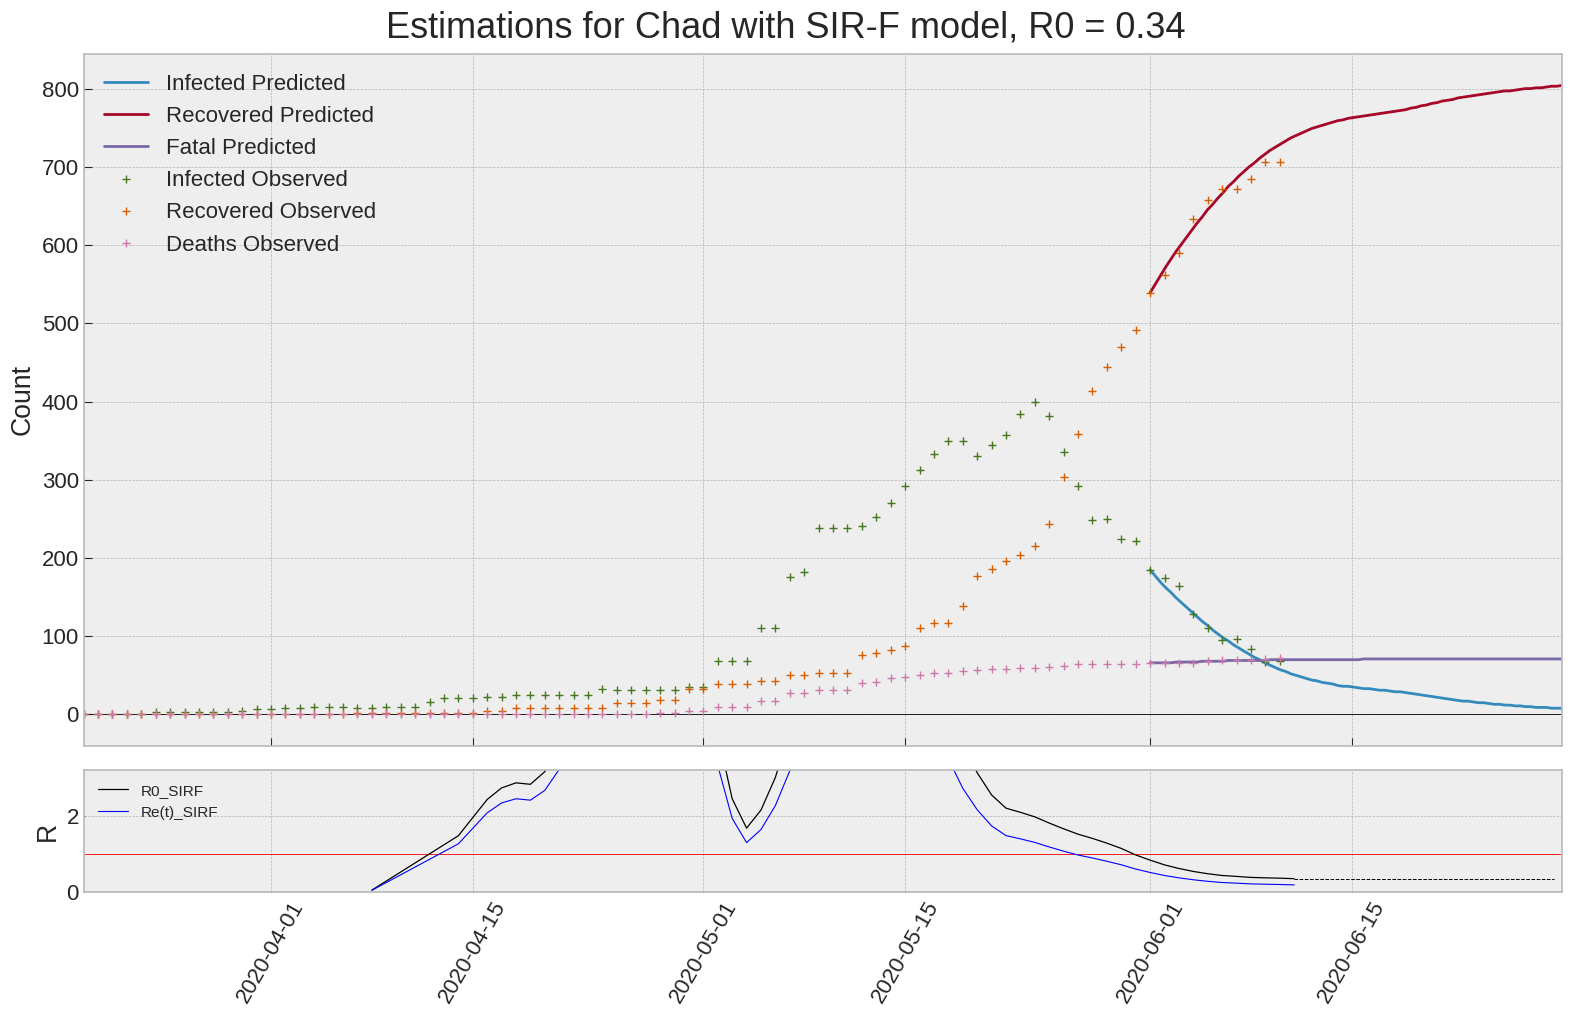 Estimations for Chad with SIR-F model, R0 = 0.34
Infected Predicted
Recovered Predicted
Fatal Predicted
Infected Observed
Recovered Observed
Deaths Observed
800
700
600
500
400
300
200
100
0
Count
R0_SIRF
Re(t)_SIRF
2
0
R
2020-04-01
2020-04-15
2020-05-01
2020-05-15
2020-06-01
2020-06-15